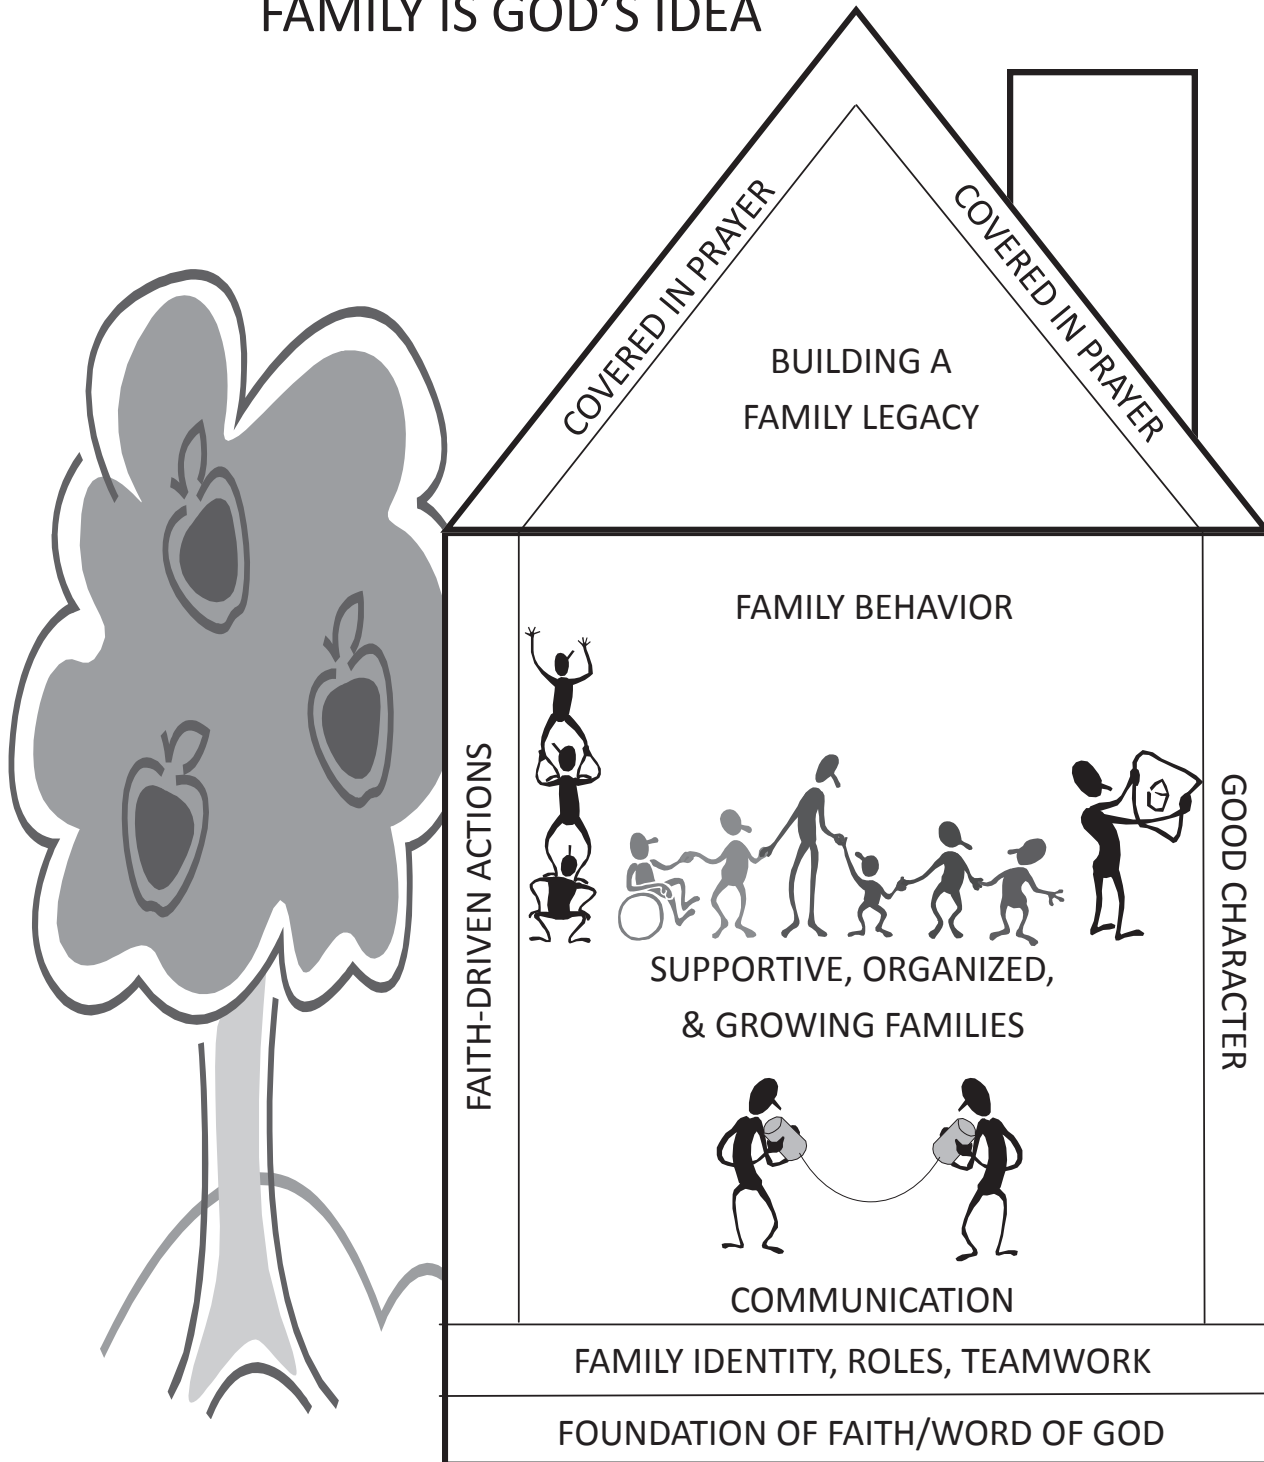 FAMILY IS GOD'S IDEA
COVERED IN PRAYER
COVERED IN PRAYER
BUILDING A
FAMILY LEGACY
FAMILY BEHAVIOR
FAITH-DRIVEN ACTIONS
GOOD CHARACTER
SUPPORTIVE, ORGANIZED,
& GROWING FAMILIES
COMMUNICATION
FAMILY IDENTITY, ROLES, TEAMWORK
FOUNDATION OF FAITH/WORD OF GOD